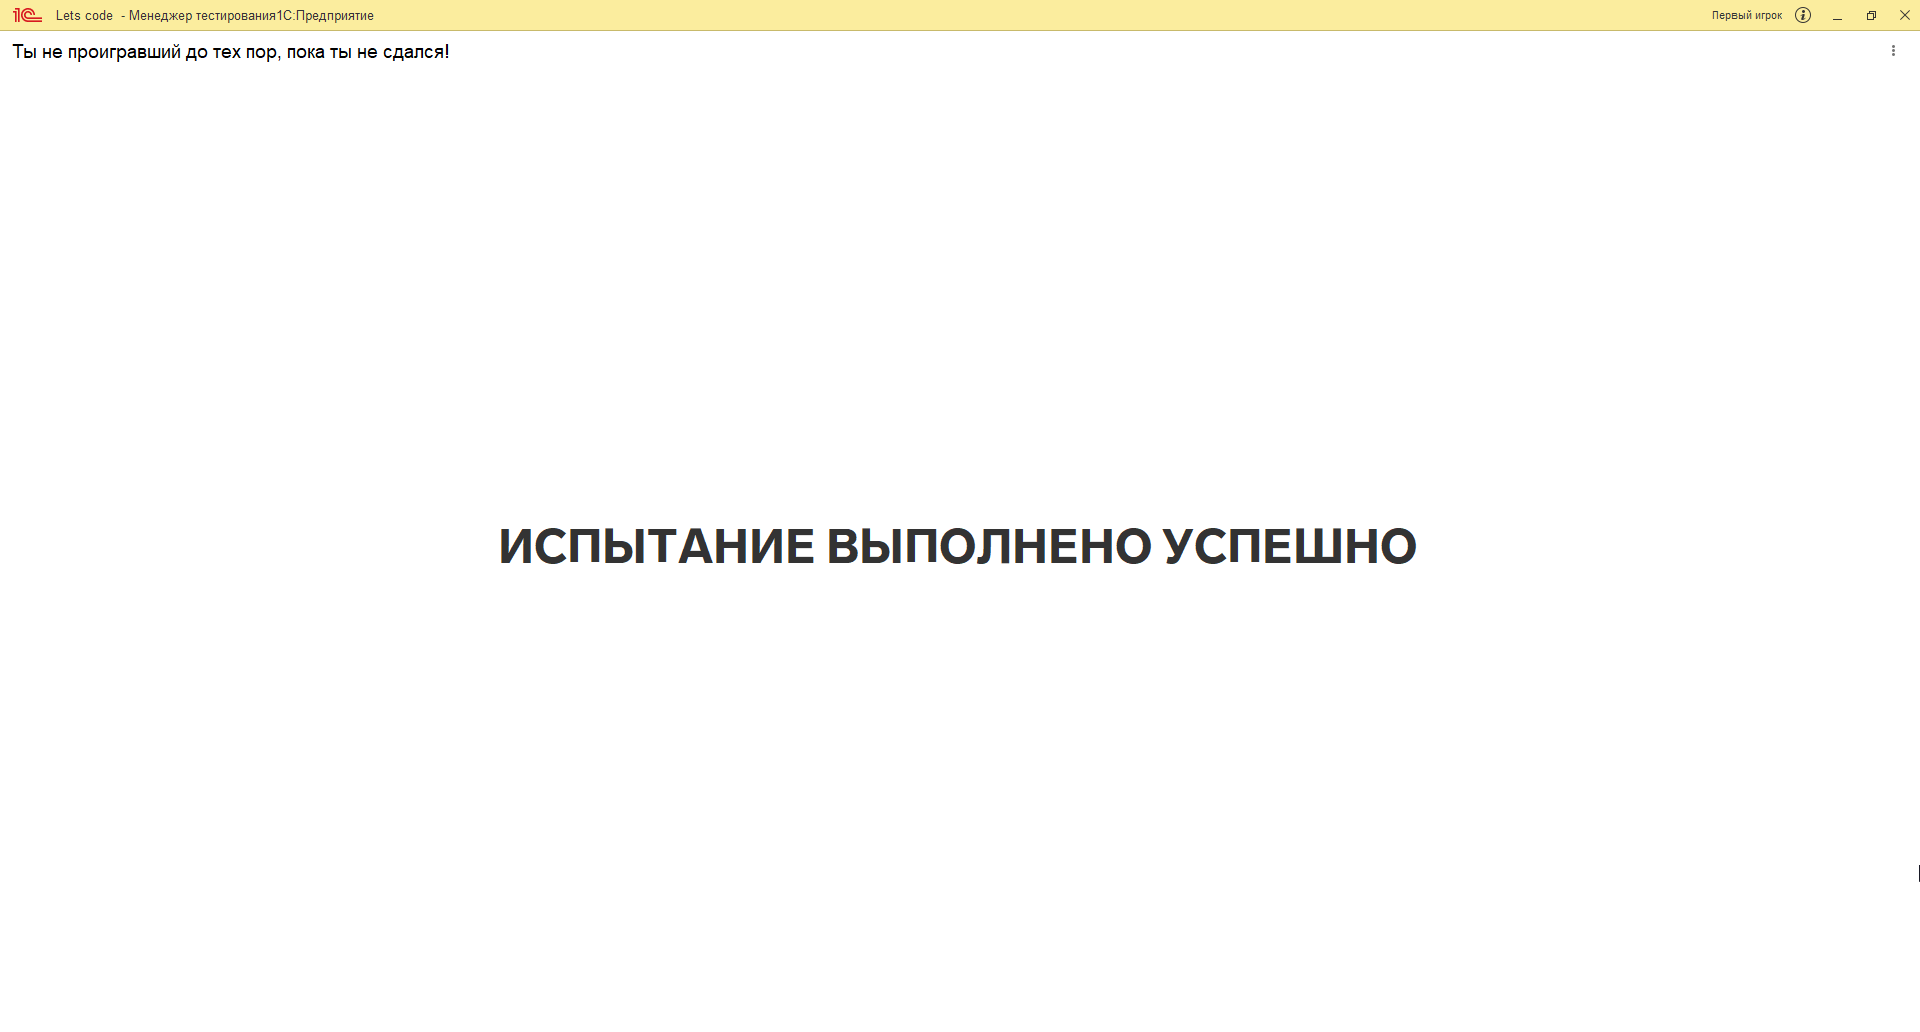 1С Lets code - Менеджер тестирования1С:Предприятие Первый игрок
Ты не проигравший до тех пор, пока ты не сдался!
ИСПЫТАНИЕ ВЫПОЛНЕНО УСПЕШНО